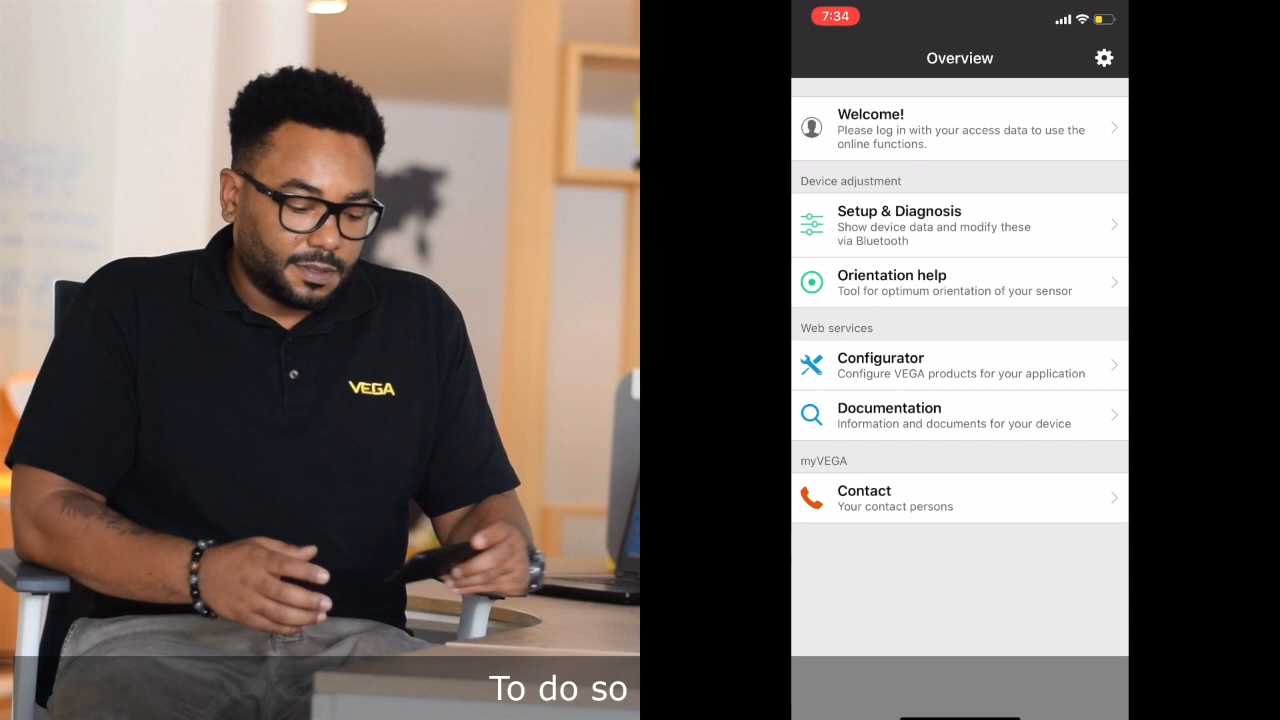 VEGA
To do so
7:34
Overview
Welcome!
Please log in with your access data to use the
online functions.
Device adjustment
Setup & Diagnosis
Show device data and modify these
via Bluetooth
Orientation help
Tool for optimum orientation of your sensor
Web services
Configurator
Configure VEGA products for your application
Documentation
Information and documents for your device
myVEGA
Contact
Your contact persons